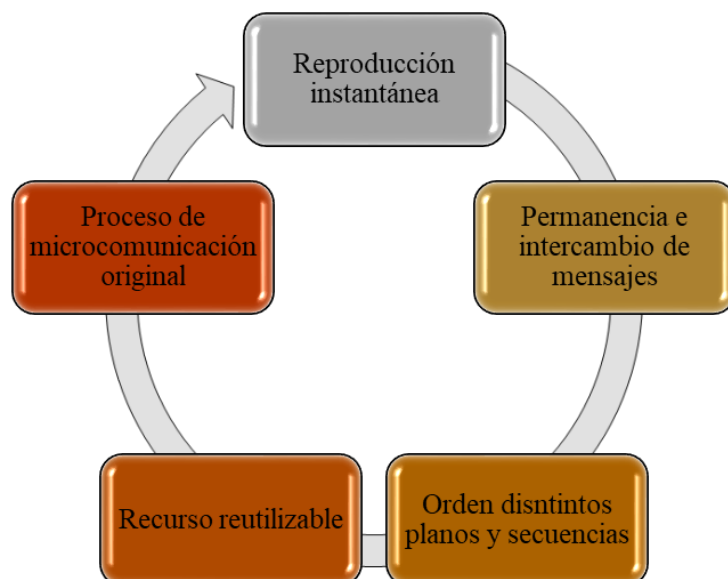 Reproducción
instantánea
Permanencia e
intercambio de
mensajes
Orden disntintos
planos y secuencias
Recurso reutilizable
Proceso de
microcomunicación
original